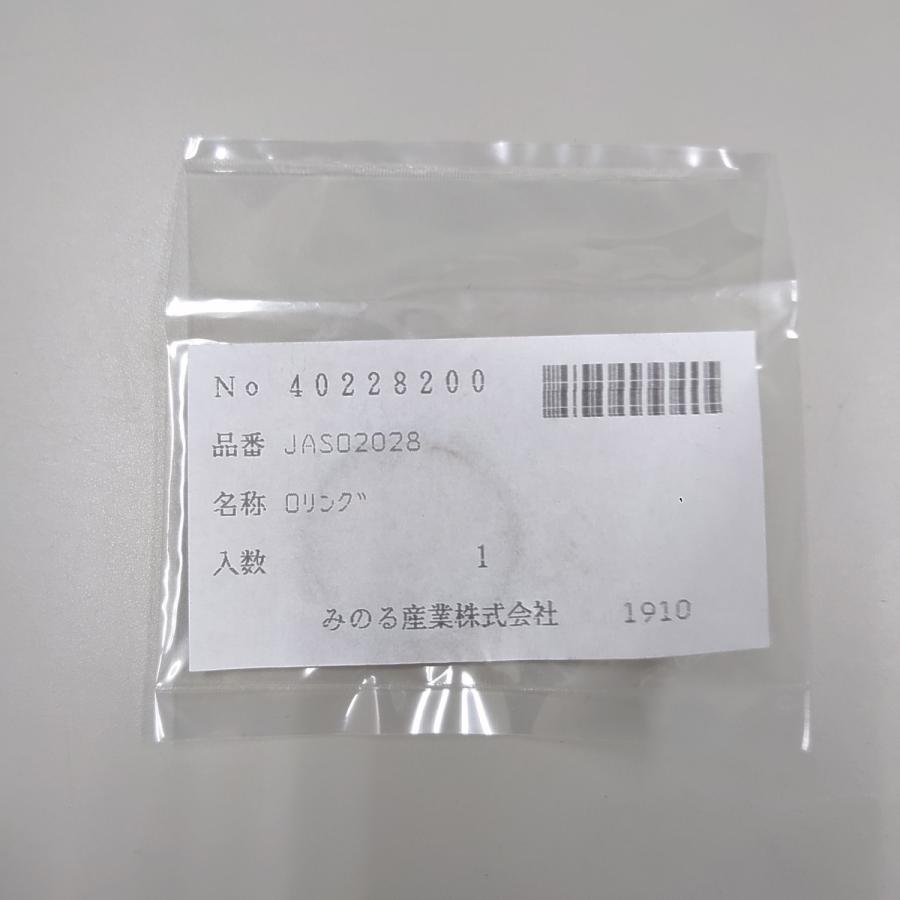 No 40228200
品番 JAS02028
名称 Oリング
入数 1
みのる産業株式会社 1910